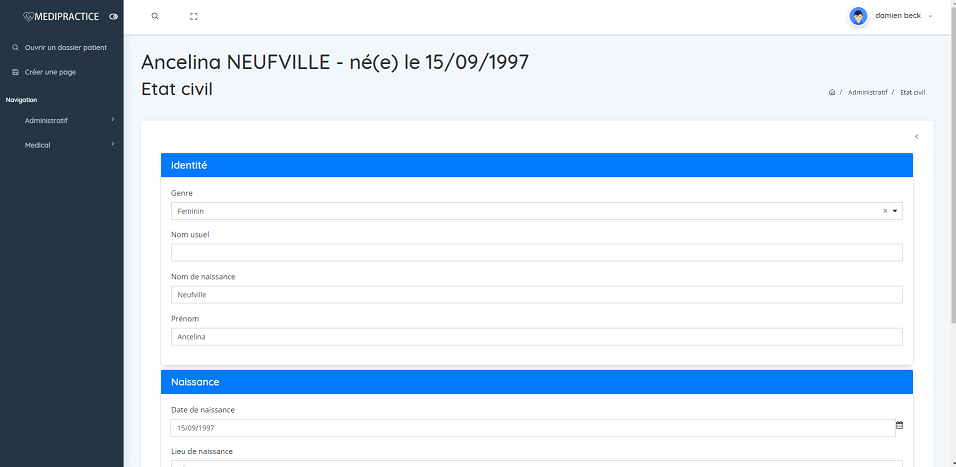 MEDIPRACTICE
damien beck
Ouvrir un dossier patient
Créer une page
Navigation
Administratif
Medical
Ancelina NEUFVILLE - né(e) le 15/09/1997
Etat civil
/ Administratif / Etat civil
Identité
Genre
Feminin
Nom usuel
Nom de naissance
Neufville
Prénom
Ancelina
Naissance
Date de naissance
15/09/1997
Lieu de naissance